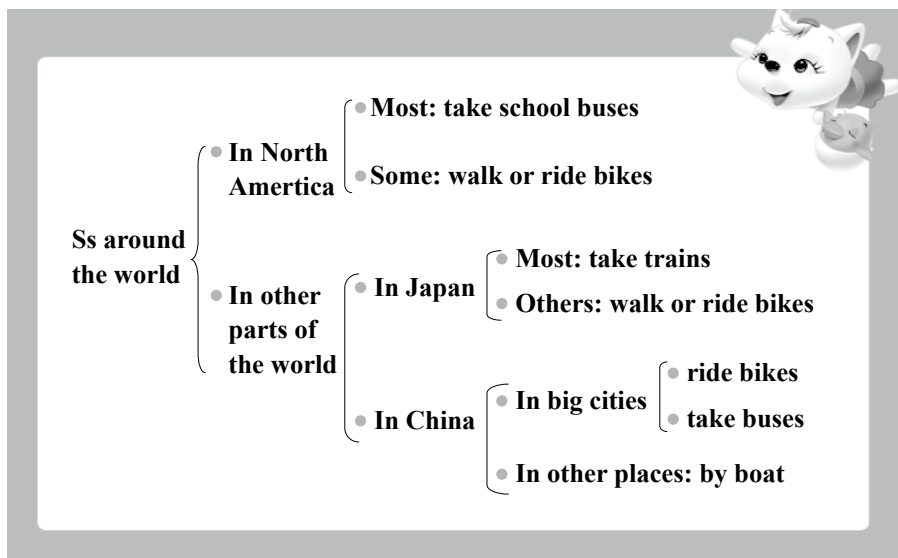 Ss around
the world
In North
Amertica
Most: take school buses
Some: walk or ride bikes
In other
parts of
the world
In Japan
Most: take trains
Others: walk or ride bikes
In China
In big cities
ride bikes
take buses
In other places: by boat